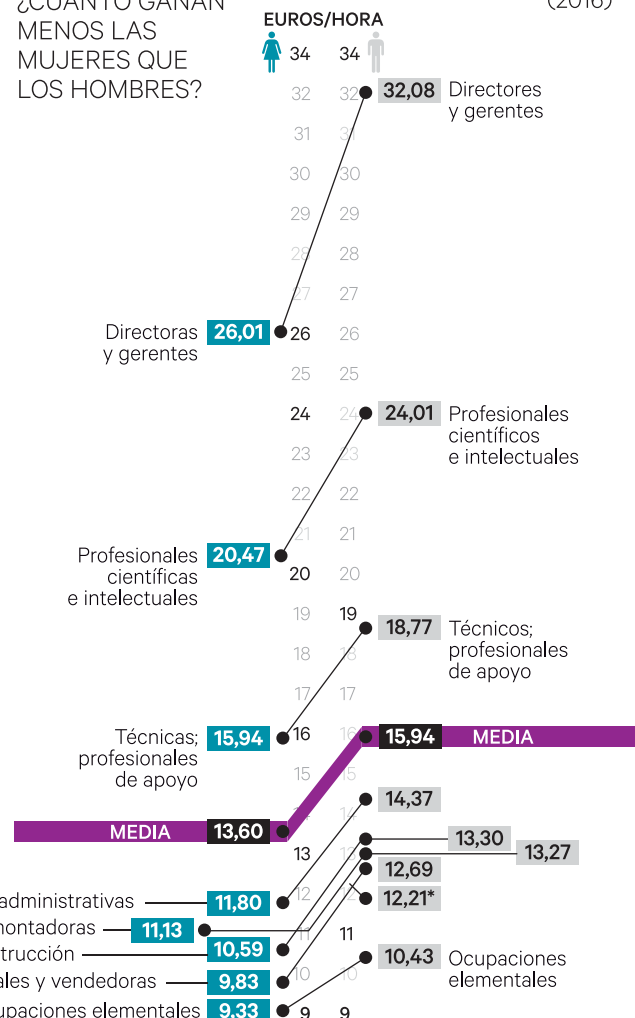 ¿CUÁNTO GANAN
MENOS LAS
MUJERES QUE
LOS HOMBRES?
(2016)
EUROS/HORA
34 34
32 32
31 31
30 30
29 29
28 28
27 27
26 26
25 25
24 24
23 23
22 22
21 21
20 20
19 19
18 18
17 17
16 16
15 15
14 14
13 13
12 12
11 11
10 10
9 9
32,08 Directores
y gerentes
Directoras
y gerentes 26,01
24,01 Profesionales
científicos
e intelectuales
Profesionales
científicas
e intelectuales 20,47
18,77 Técnicos;
profesionales
de apoyo
Técnicas;
profesionales
de apoyo 15,94
15,94 MEDIA
MEDIA 13,60
14,37
13,30
13,27
12,69
12,21*
administrativas 11,80
11,13
10,59
ales y vendedoras 9,83
10,43 Ocupaciones
elementales
upaciones elementales 9,33